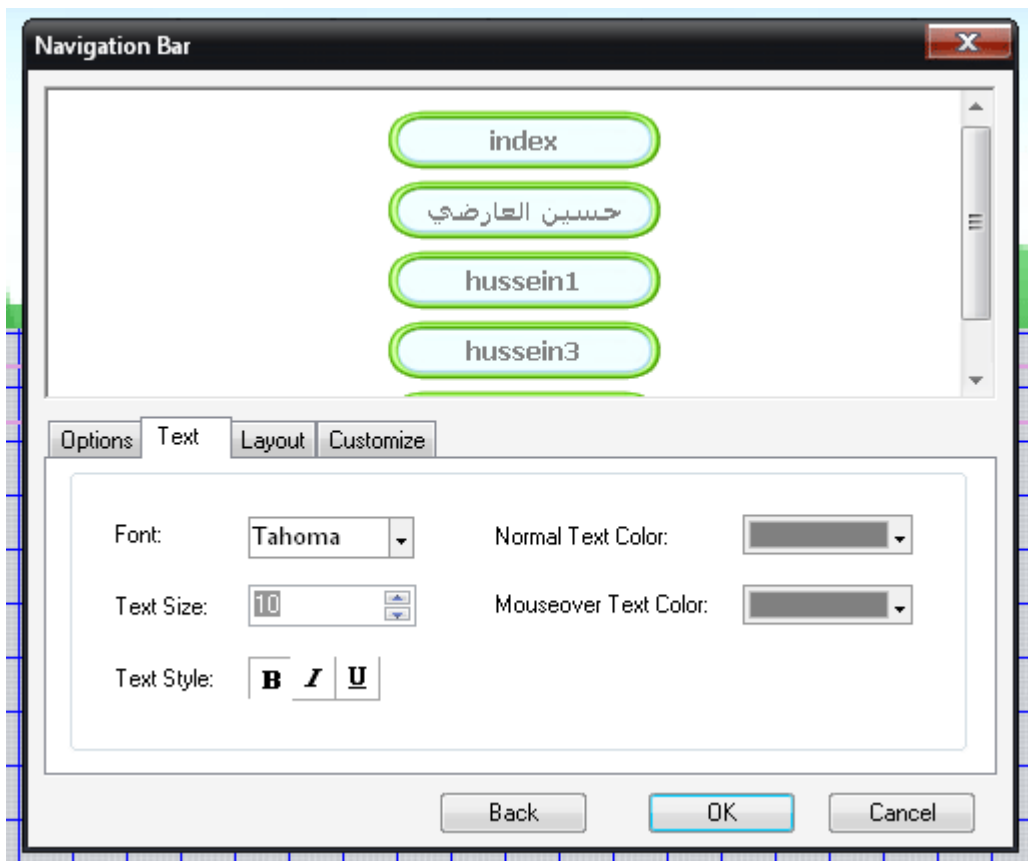 Navigation Bar
index
حسين العارضي
hussein1
hussein3
Options Text Layout Customize
Font: Tahoma Normal Text Color:
Text Size: 10 Mouseover Text Color:
Text Style: B I U
Back OK Cancel